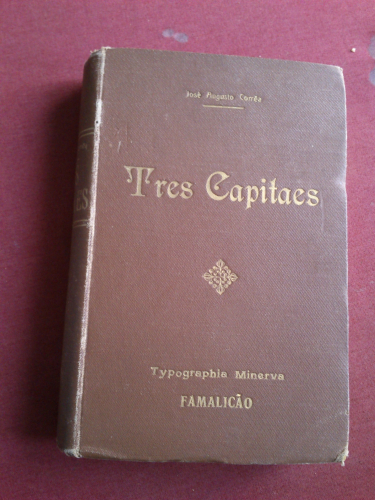 José Augusto Corrêa
Tres Capitaes
Typographia Minerva
FAMALICÃO